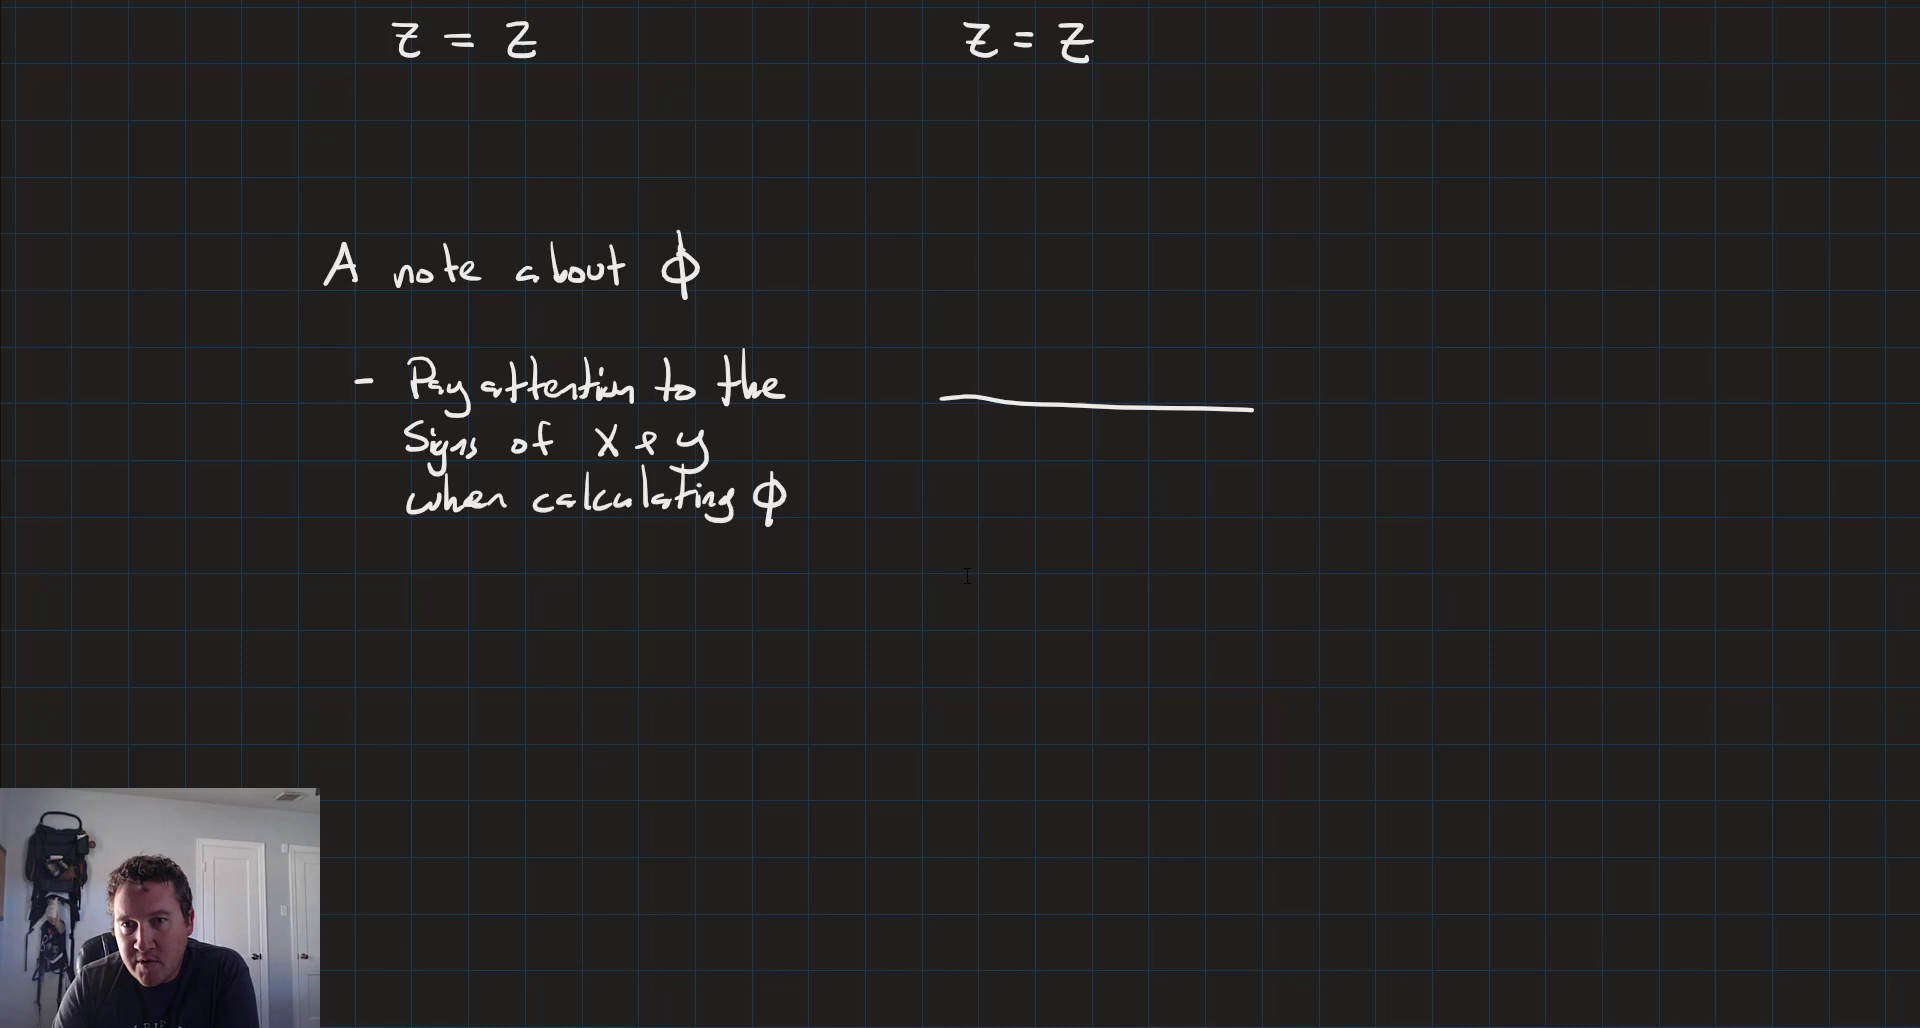 z = z z = z
A note about ϕ
- Pay attention to the
signs of x & y
when calculating ϕ